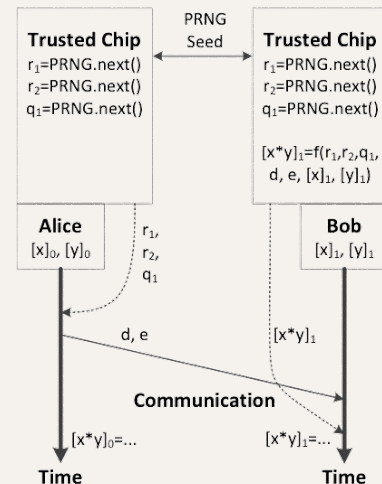 PRNG
Seed
Trusted Chip
r₁=PRNG.next()
r₂=PRNG.next()
q₁=PRNG.next()
Trusted Chip
r₁=PRNG.next()
r₂=PRNG.next()
q₁=PRNG.next()
[x*y]₁=f(r₁,r₂,q₁,
d, e, [x]₁, [y]₁)
Alice
[x]₀, [y]₀
r₁,
r₂,
q₁
Bob
[x]₁, [y]₁
d, e
[x*y]₁
Communication
[x*y]₀=...
[x*y]₁=...
Time
Time